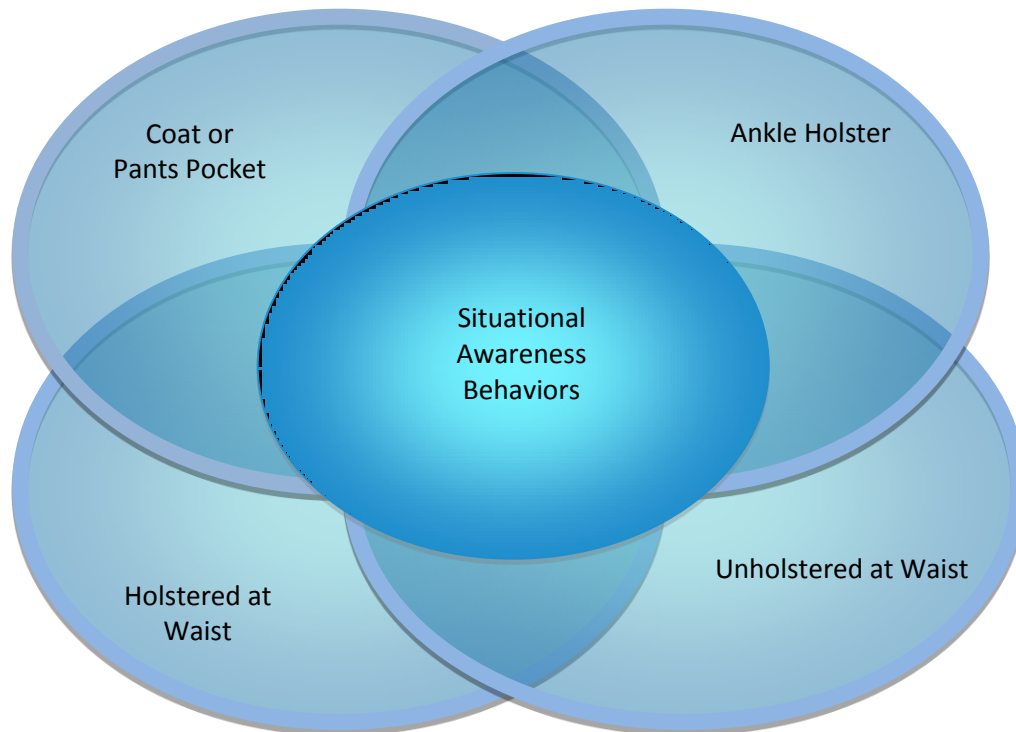 Coat or
Pants Pocket
Ankle Holster
Situational
Awareness
Behaviors
Holstered at
Waist
Unholstered at Waist